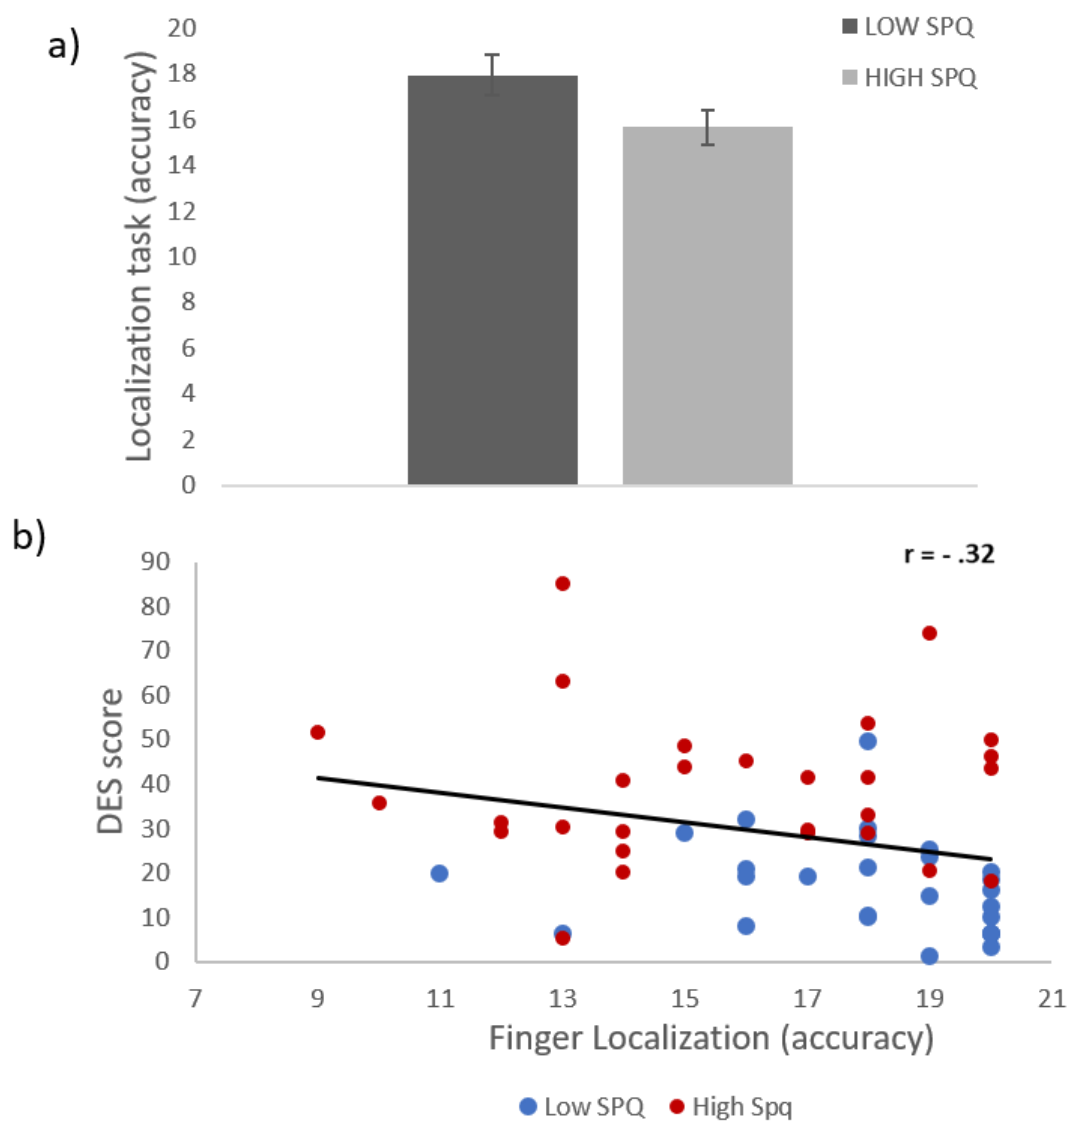 a)
Localization task (accuracy)
20
18
16
14
12
10
8
6
4
2
0
LOW SPQ
HIGH SPQ
b)
r = - .32
DES score
90
80
70
60
50
40
30
20
10
0
7 9 11 13 15 17 19 21
Finger Localization (accuracy)
Low SPQ High Spq